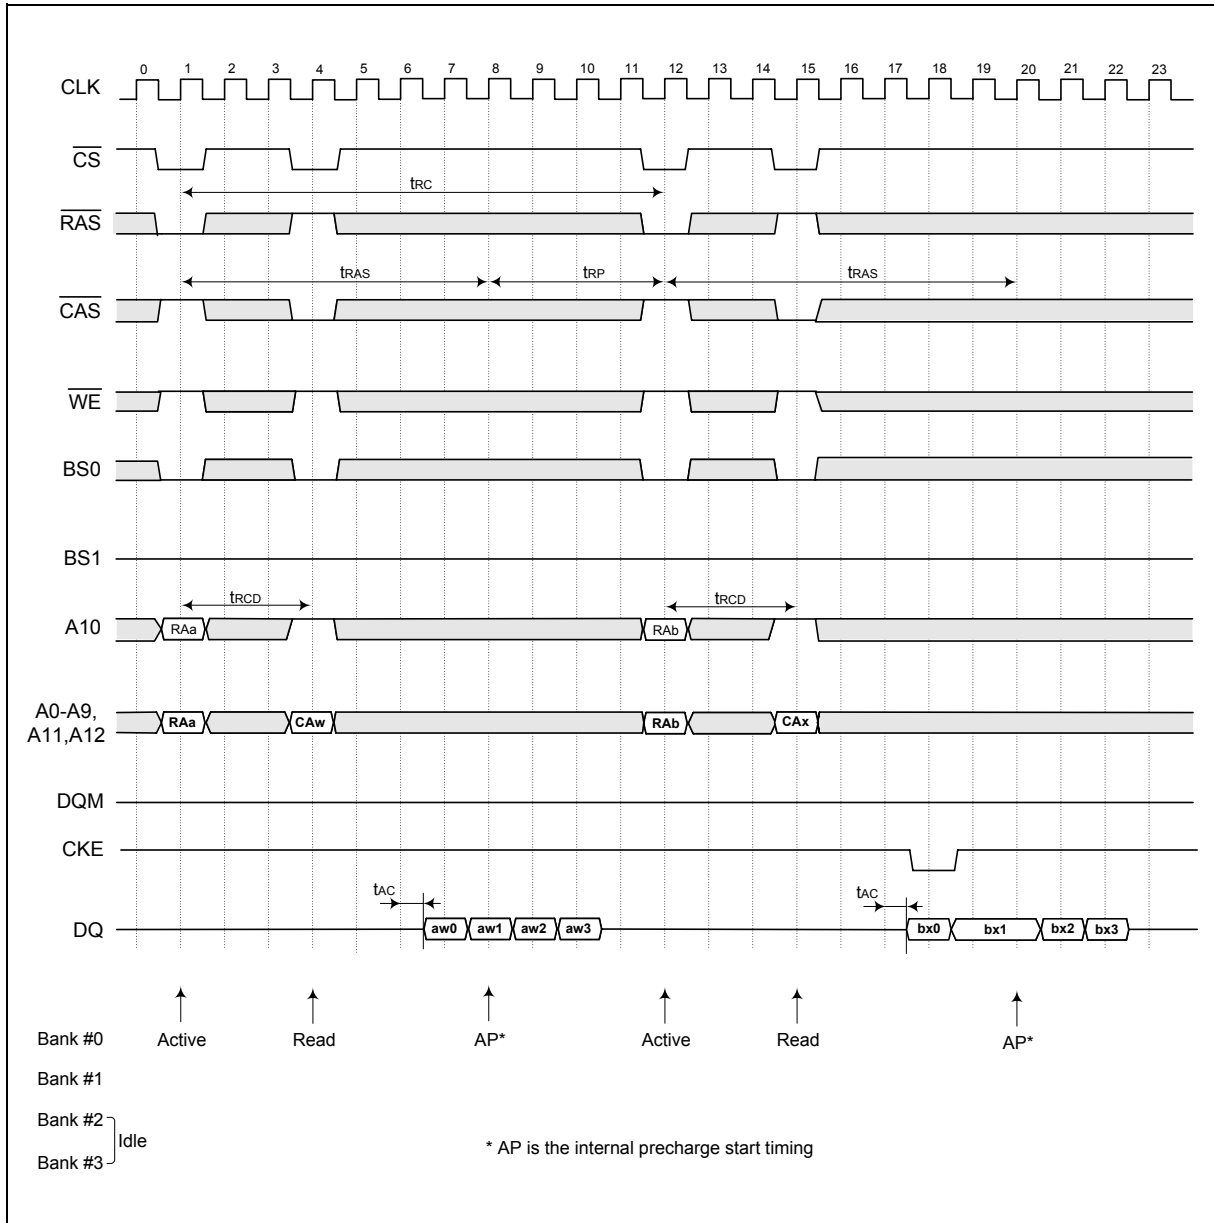 0 1 2 3 4 5 6 7 8 9 10 11 12 13 14 15 16 17 18 19 20 21 22 23
CLK
CS
tRC
RAS
tRAS tRP tRAS
CAS
WE
BS0
BS1
tRCD tRCD
A10 RAa RAb
A0-A9,
A11,A12
RAa CAw RAb CAx
DQM
CKE
tAC tAC
DQ aw0 aw1 aw2 aw3 bx0 bx1 bx2 bx3
Bank #0 Active Read AP* Active Read AP*
Bank #1
Bank #2
Idle
Bank #3
* AP is the internal precharge start timing